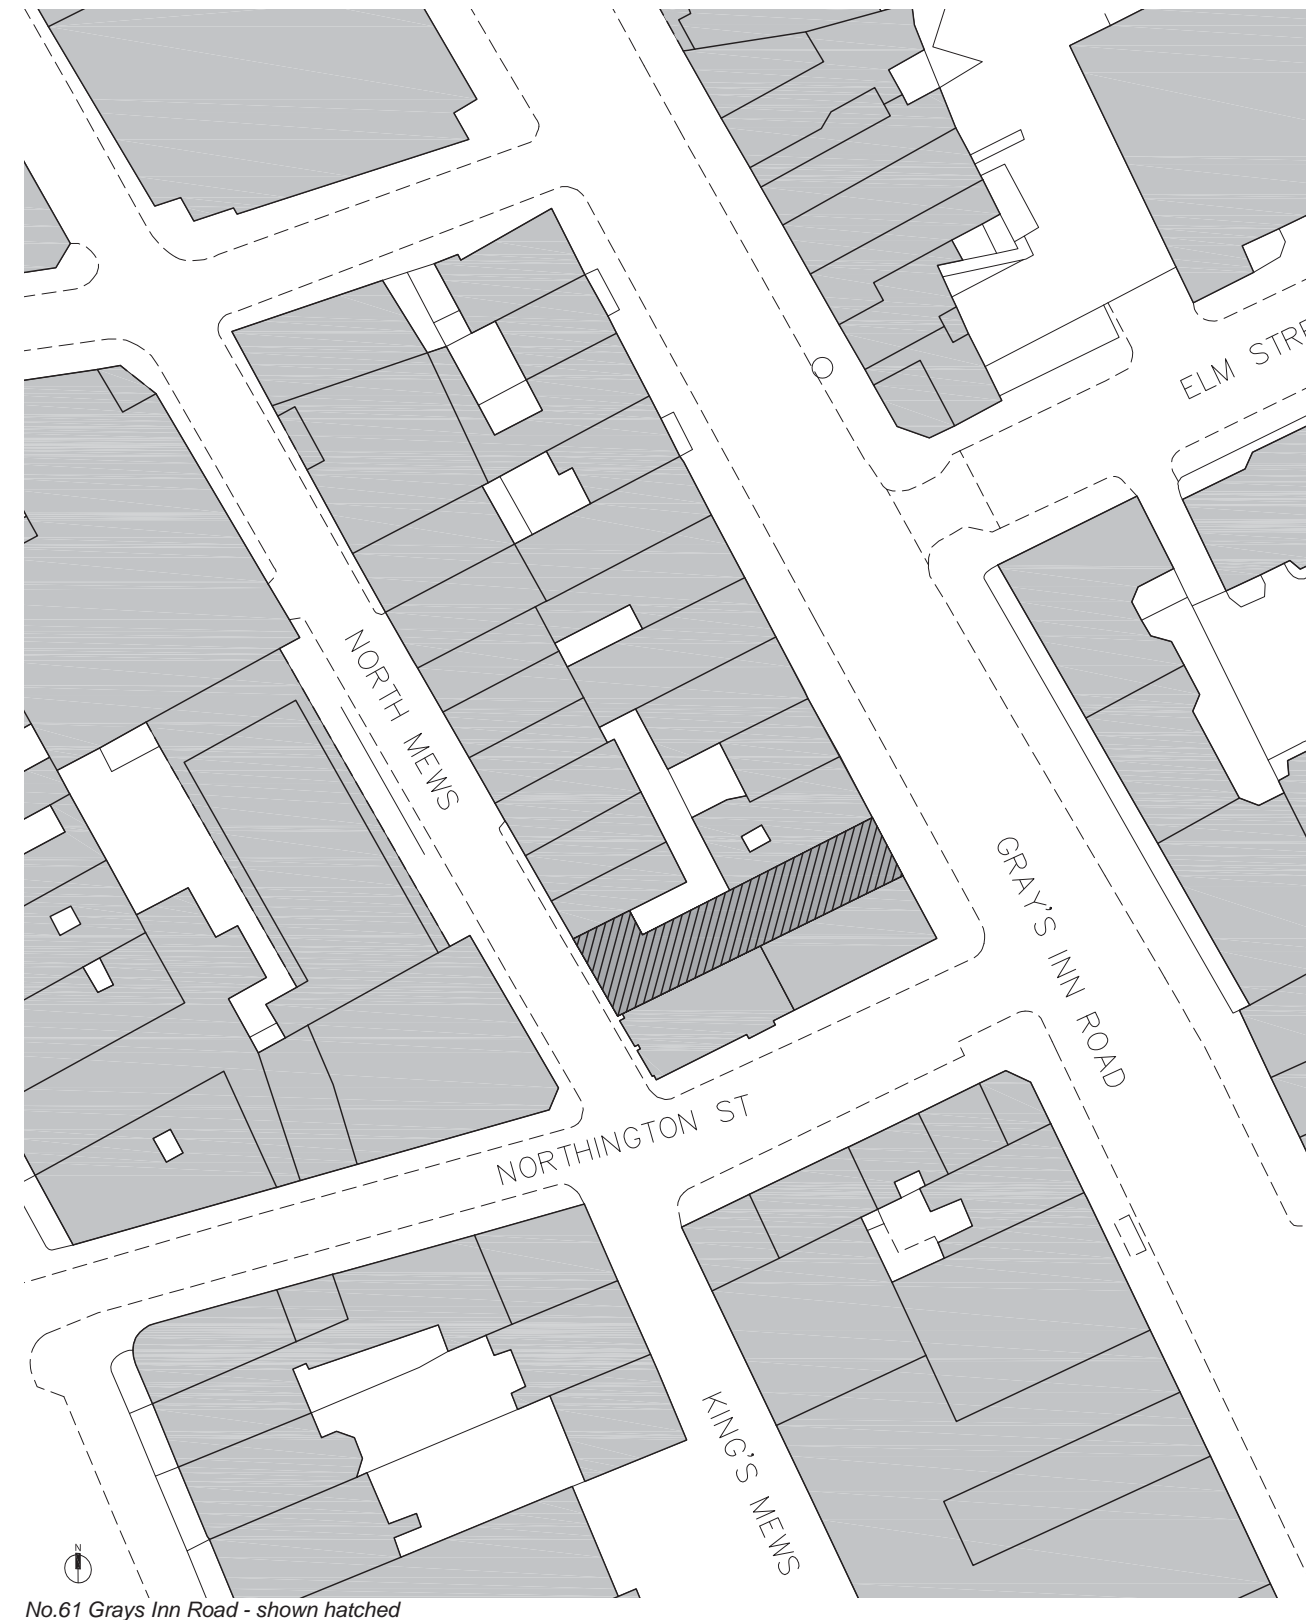 ELM STRE
NORTH MEWS
GRAY'S INN ROAD
NORTHINGTON ST
KING'S MEWS
N
No.61 Grays Inn Road - shown hatched